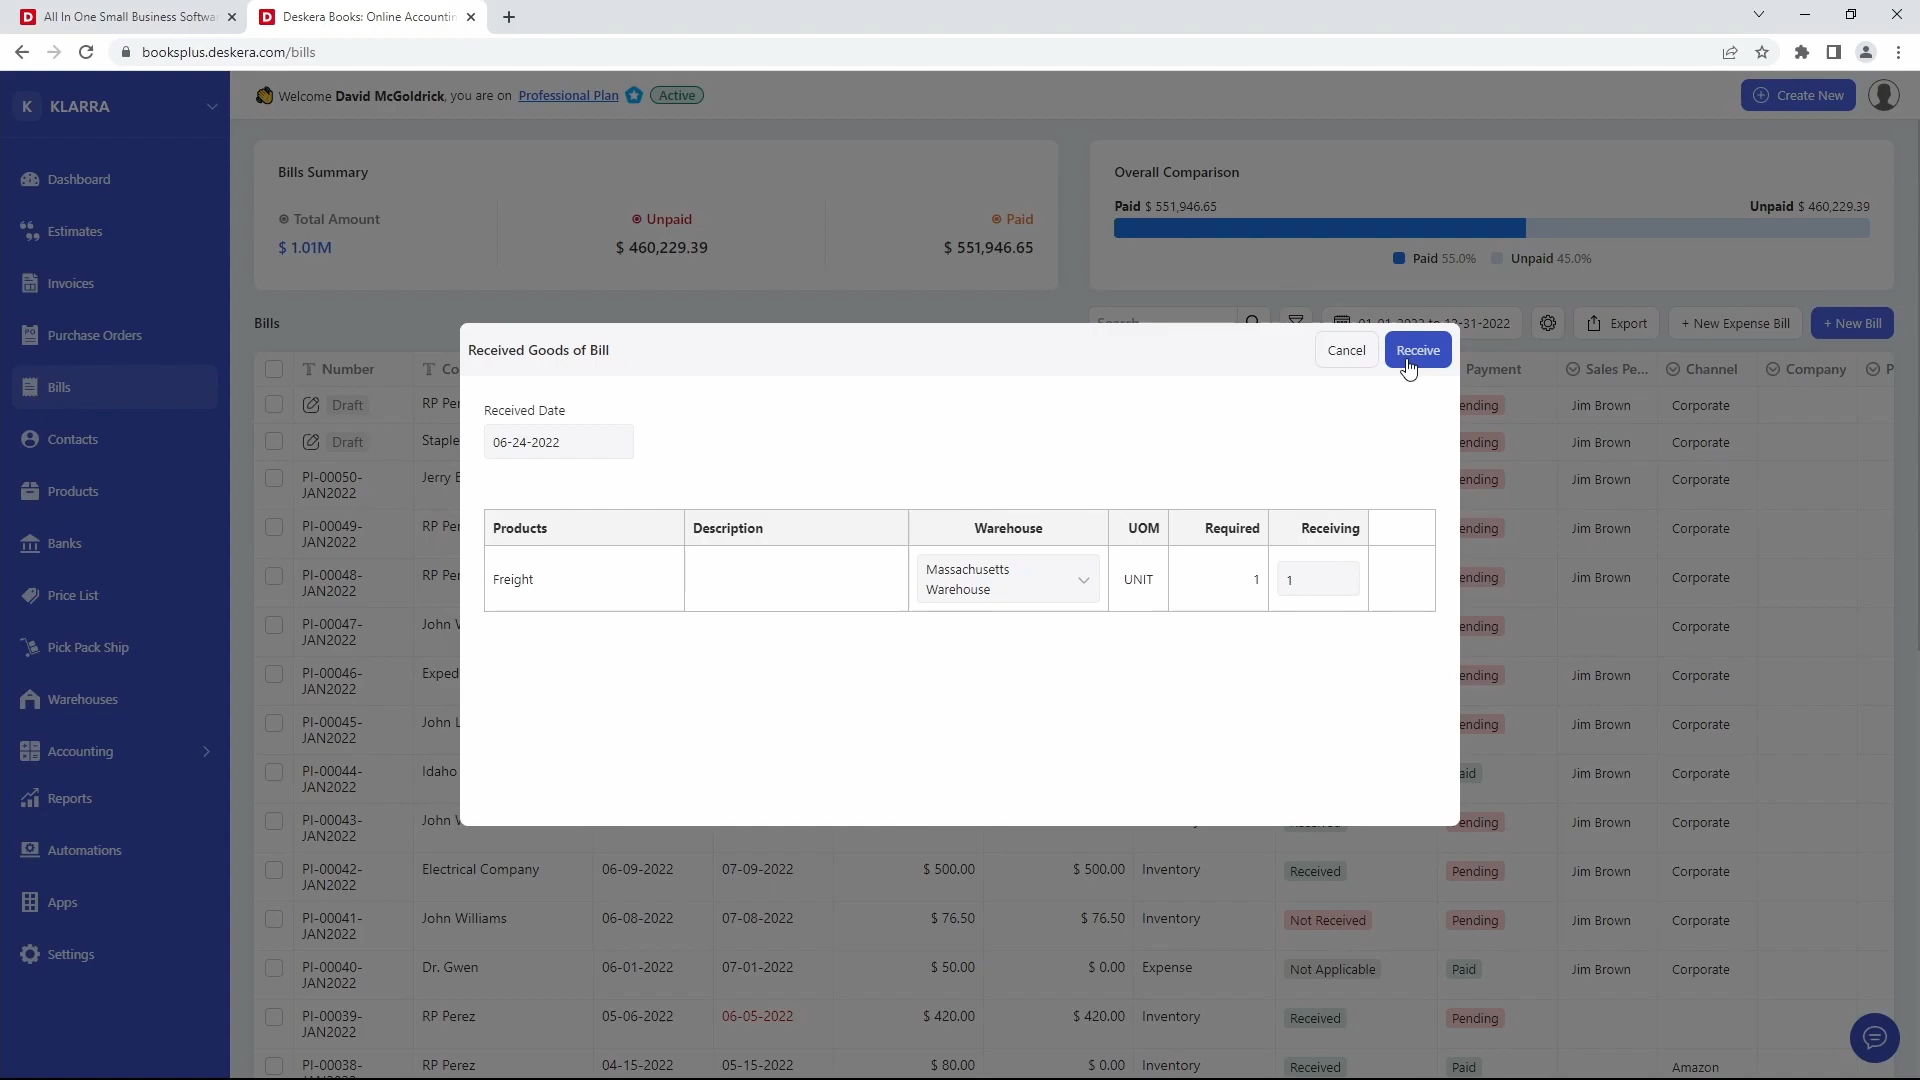 All In One Small Business Softwa
Deskera Books: Online Accountin
booksplus.deskera.com/bills
K KLARRA
Welcome David McGoldrick, you are on Professional Plan Active
Create New
Dashboard
Estimates
Invoices
Purchase Orders
Bills
Contacts
Products
Banks
Price List
Pick Pack Ship
Warehouses
Accounting
Reports
Automations
Apps
Settings
Bills Summary
Total Amount Unpaid Paid
$ 1.01M $ 460,229.39 $ 551,946.65
Overall Comparison
Paid $ 551,946.65 Unpaid $ 460,229.39
Paid 55.0% Unpaid 45.0%
Bills
Search
01-01-2022 to 12-31-2022
Export
+ New Expense Bill
+ New Bill
Number Co Payment Sales Pe... Channel Company P
Draft RP Per ending Jim Brown Corporate
Draft Staple ending Jim Brown Corporate
PI-00050-JAN2022 Jerry B ending Jim Brown Corporate
PI-00049-JAN2022 RP Per ending Jim Brown Corporate
PI-00048-JAN2022 RP Per ending Jim Brown Corporate
PI-00047-JAN2022 John W ending Corporate
PI-00046-JAN2022 Exped ending Jim Brown Corporate
PI-00045-JAN2022 John L ending Jim Brown Corporate
PI-00044-JAN2022 Idaho aid Jim Brown Corporate
PI-00043-JAN2022 John W Received ending Jim Brown Corporate
PI-00042-JAN2022 Electrical Company 06-09-2022 07-09-2022 $ 500.00 $ 500.00 Inventory Received Pending Jim Brown Corporate
PI-00041-JAN2022 John Williams 06-08-2022 07-08-2022 $ 76.50 $ 76.50 Inventory Not Received Pending Jim Brown Corporate
PI-00040-JAN2022 Dr. Gwen 06-01-2022 07-01-2022 $ 50.00 $ 0.00 Expense Not Applicable Paid Jim Brown Corporate
PI-00039-JAN2022 RP Perez 05-06-2022 06-05-2022 $ 420.00 $ 420.00 Inventory Received Pending
PI-00038- RP Perez 04-15-2022 05-15-2022 $ 80.00 $ 0.00 Inventory Received Paid Amazon
Received Goods of Bill
Cancel
Receive
Received Date
06-24-2022
Products Description Warehouse UOM Required Receiving
Freight Massachusetts Warehouse UNIT 1 1